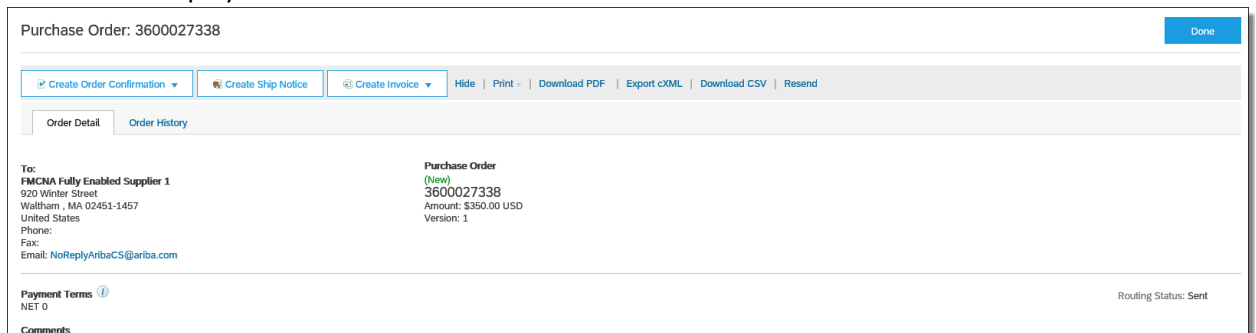 Purchase Order: 3600027338
Done
Create Order Confirmation ▼ Create Ship Notice Create Invoice ▼ Hide | Print | Download PDF | Export cXML | Download CSV | Resend
Order Detail Order History
To:
FMCNA Fully Enabled Supplier 1
920 Winter Street
Waltham , MA 02451-1457
United States
Phone:
Fax:
Email: NoReplyAribaCS@ariba.com
Purchase Order
(New)
3600027338
Amount: $350.00 USD
Version: 1
Payment Terms
NET 0
Routing Status: Sent
Comments